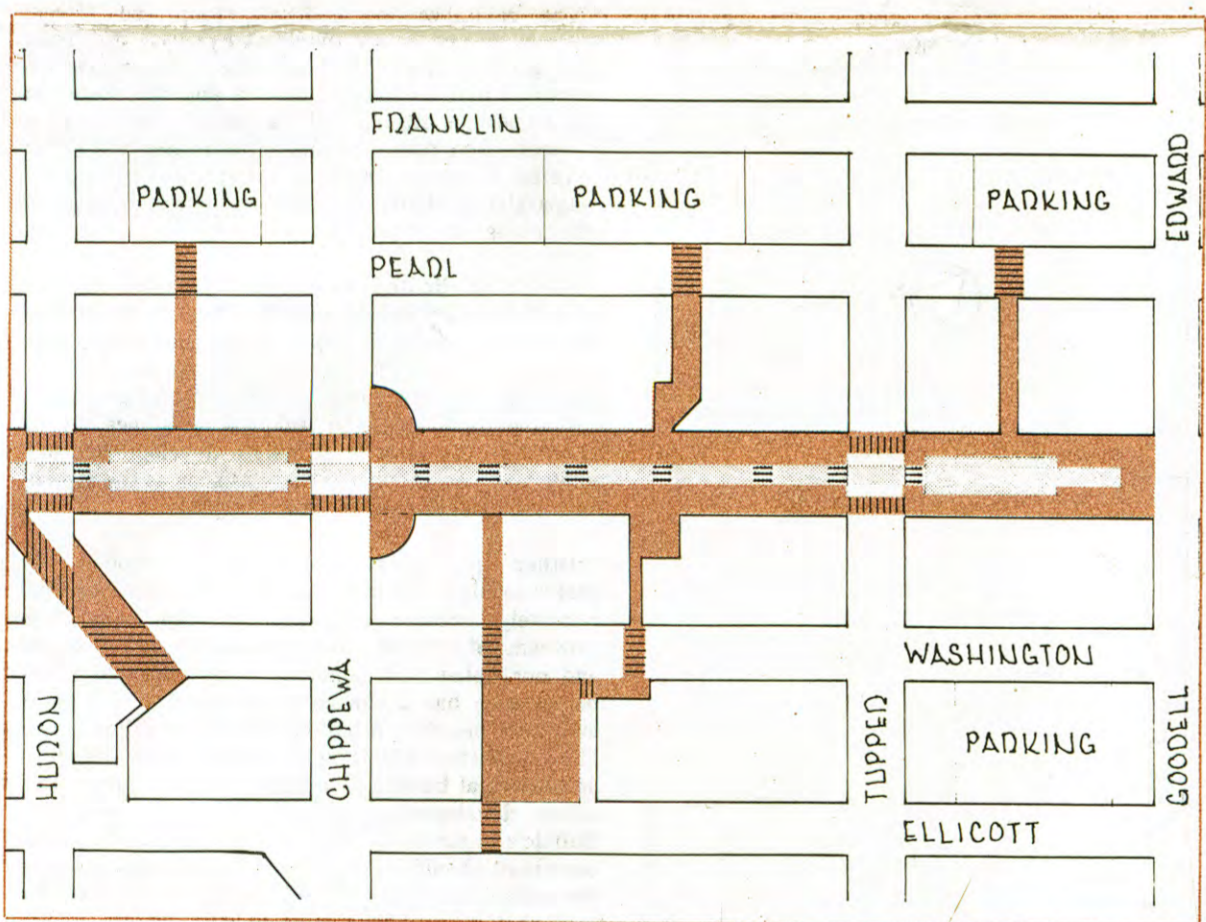 FRANKLIN
PARKING
PARKING
PARKING
EDWARD
PEARL
WASHINGTON
HURON
CHIPPEWA
TUPPER
PARKING
GOODELL
ELLICOTT